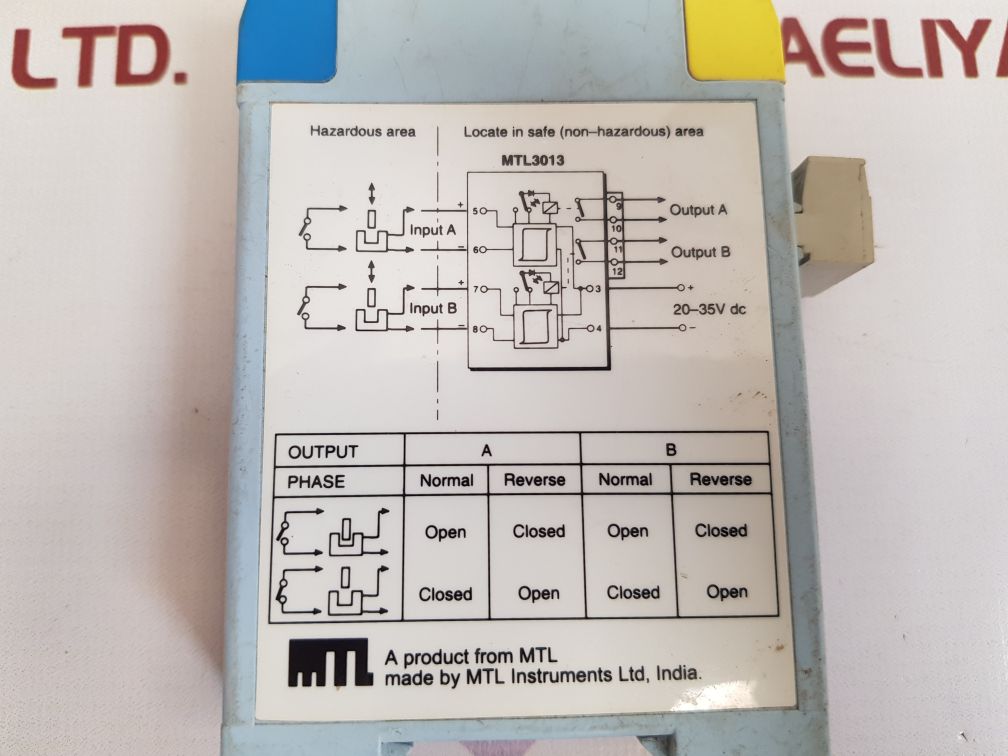 LTD.
AELIYA
Hazardous area
Locate in safe (non–hazardous) area
MTL3013
+
5
9
Output A
Input A
10
–
6
11
Output B
12
+
7
3
+
Input B
20–35V dc
–
8
4
–
OUTPUT A B
PHASE Normal Reverse Normal Reverse
Open Closed Open Closed
Closed Open Closed Open
MTL
A product from MTL
made by MTL Instruments Ltd, India.